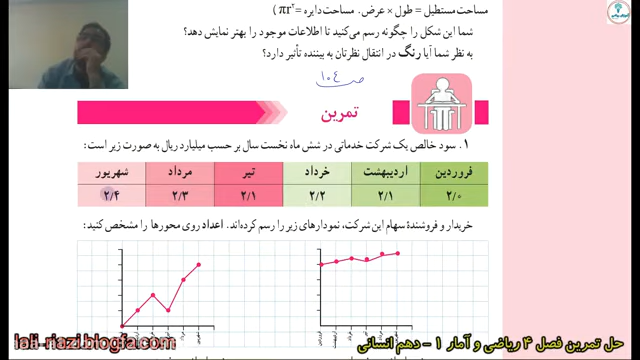 مساحت مستطیل = طول × عرض. مساحت دایره = πr²)
شما این شکل را چگونه رسم می‌کنید تا اطلاعات موجود را بهتر نمایش دهد؟
به نظر شما آیا رنگ در انتقال نظرتان به بیننده تأثیر دارد؟
ص ۱۰۴
تمرین
۱. سود خالص یک شرکت خدماتی در شش ماه نخست سال بر حسب میلیارد ریال به صورت زیر است:
فروردین اردیبهشت خرداد تیر مرداد شهریور
۲/۰ ۲/۱ ۲/۲ ۲/۱ ۲/۳ ۲/۴
خریدار و فروشندهٔ سهام این شرکت، نمودارهای زیر را رسم کرده‌اند. اعداد روی محورها را مشخص کنید:
حل تمرین فصل ۴ ریاضی و آمار ۱ - دهم انسانی
lali-riazi.blogfa.com